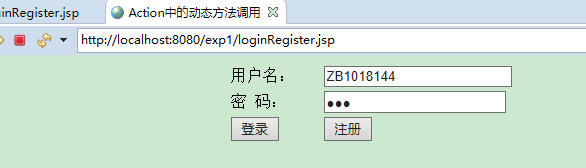 inRegister.jsp Action中的动态方法调用
http://localhost:8080/exp1/loginRegister.jsp
用户名： ZB1018144
密 码： ●●●
登录 注册